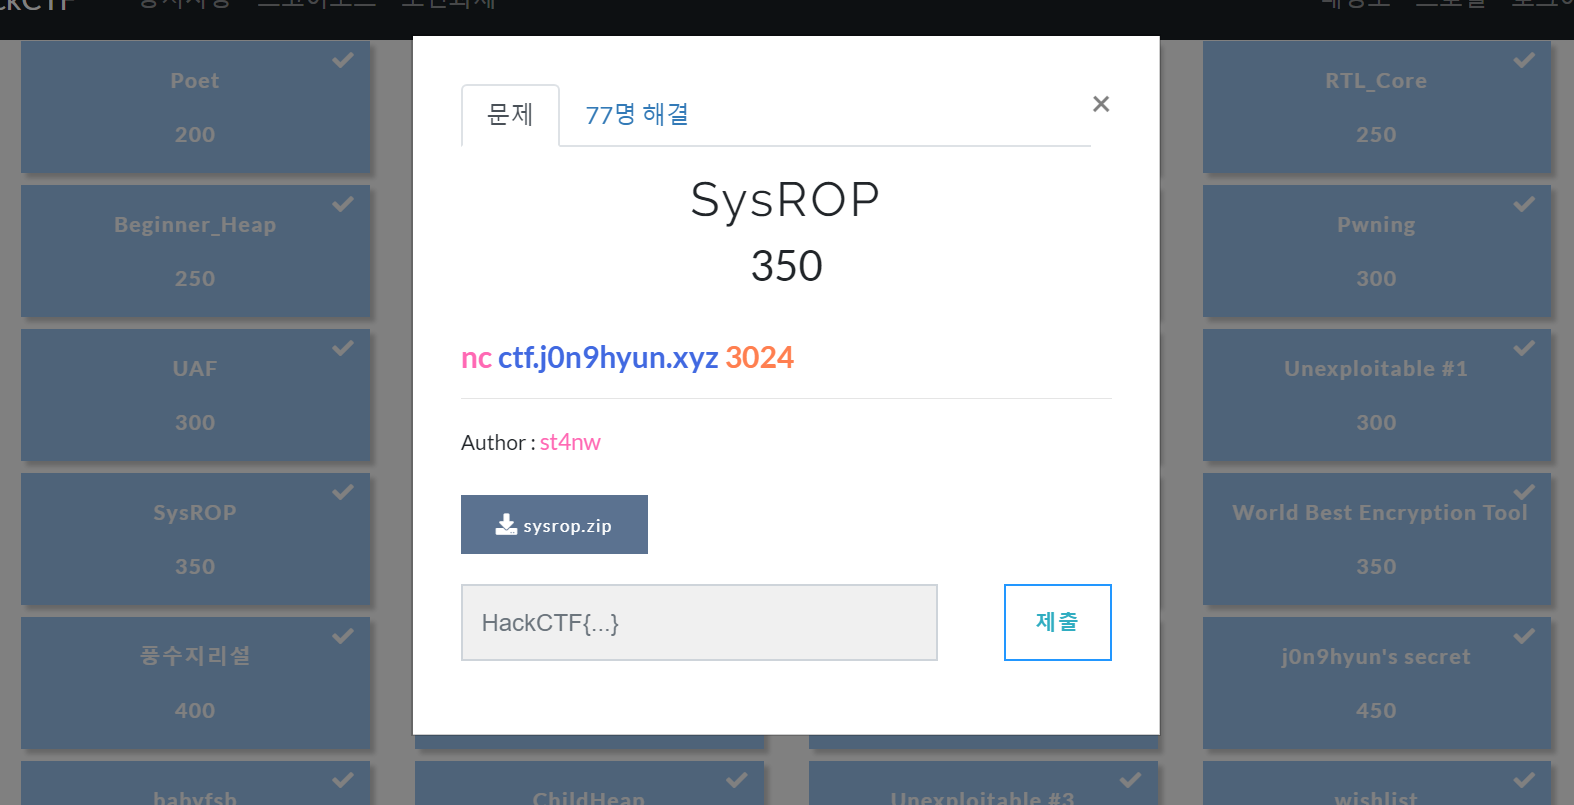 Poet
200
RTL_Core
250
Beginner_Heap
250
Pwning
300
UAF
300
Unexploitable #1
300
SysROP
350
World Best Encryption Tool
350
풍수지리설
400
j0n9hyun's secret
450
babyfsb
ChildHeap
Unexploitable #3
wishlist
문제
77명 해결
×
SysROP
350
nc ctf.j0n9hyun.xyz 3024
Author : st4nw
sysrop.zip
HackCTF{...}
제출